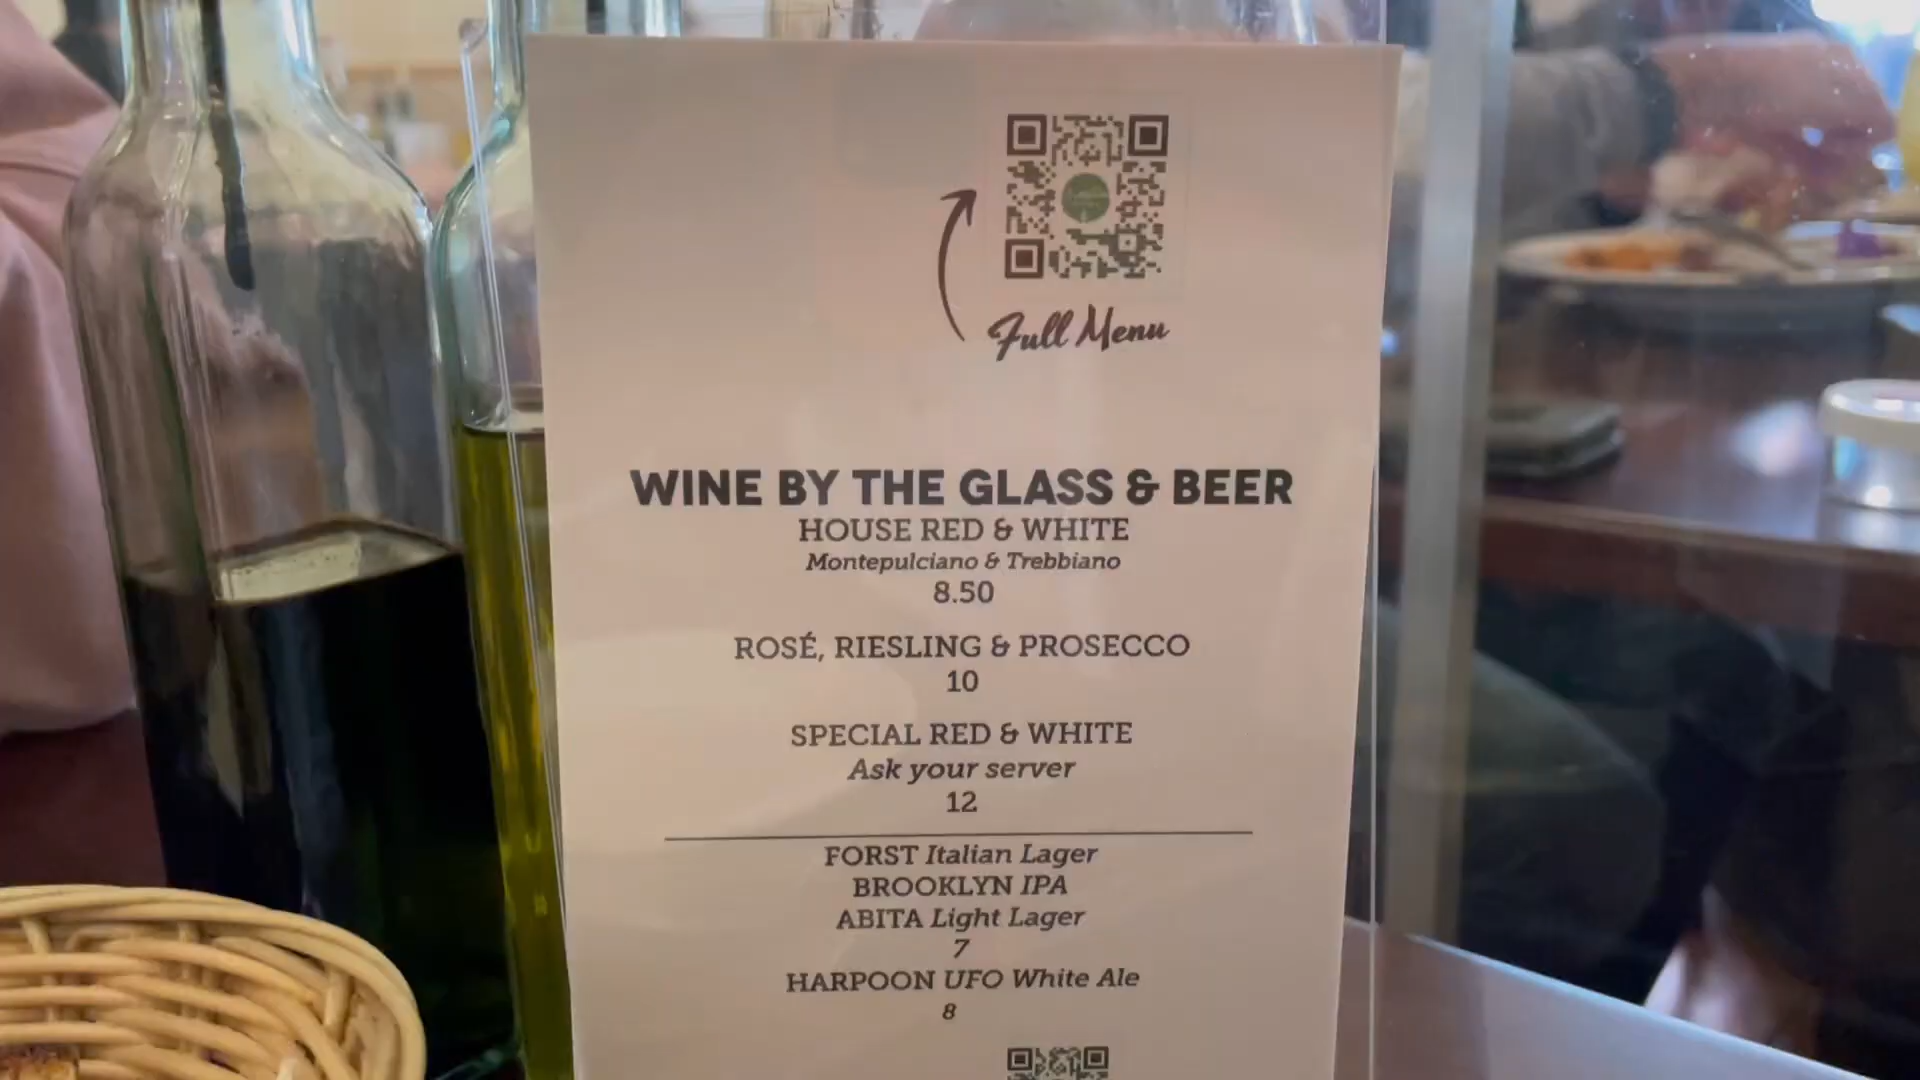 Full Menu
WINE BY THE GLASS & BEER
HOUSE RED & WHITE
Montepulciano & Trebbiano
8.50
ROSÉ, RIESLING & PROSECCO
10
SPECIAL RED & WHITE
Ask your server
12
FORST Italian Lager
BROOKLYN IPA
ABITA Light Lager
7
HARPOON UFO White Ale
8